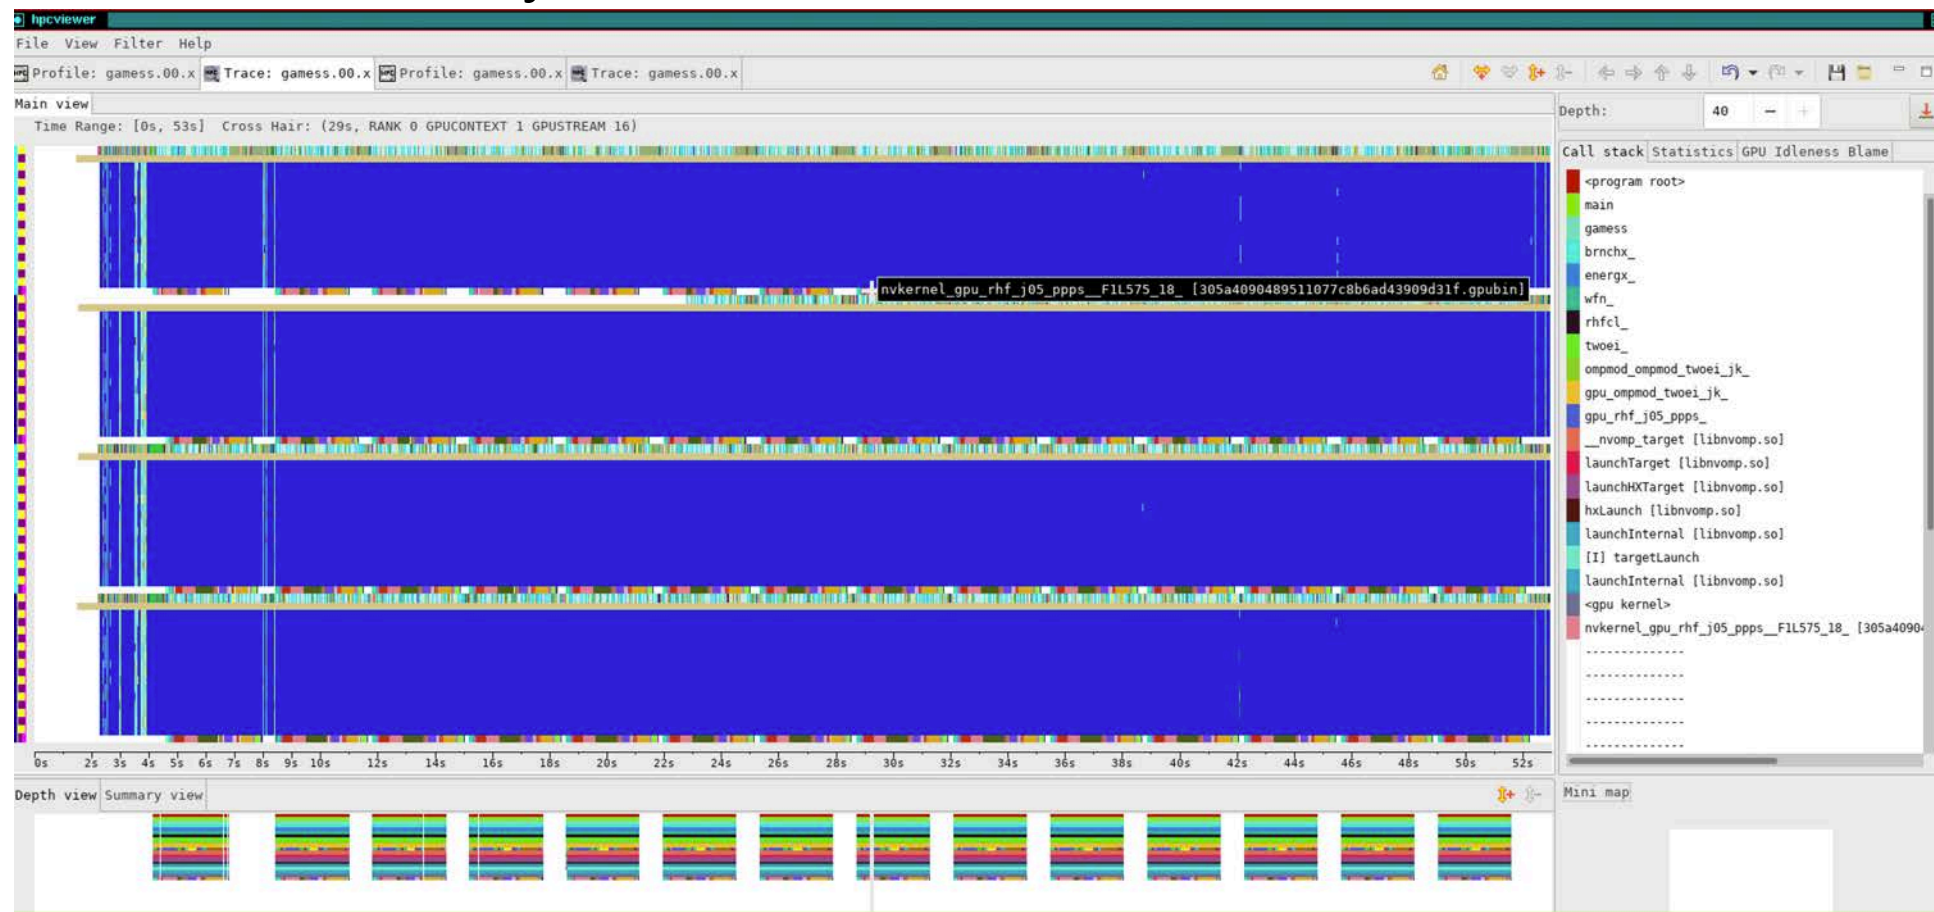 hpcviewer
File View Filter Help
Profile: gamess.00.x Trace: gamess.00.x Profile: gamess.00.x Trace: gamess.00.x
Main view
Time Range: [0s, 53s] Cross Hair: (29s, RANK 0 GPUCONTEXT 1 GPUSTREAM 16)
nvkernel_gpu_rhf_j05_ppps__F1L575_18_ [305a4090489511077c8b6ad43909d31f.gpubin]
0s 2s 3s 4s 5s 6s 7s 8s 9s 10s 12s 14s 16s 18s 20s 22s 24s 26s 28s 30s 32s 34s 36s 38s 40s 42s 44s 46s 48s 50s 52s
Depth: 40 − +
Call stack Statistics GPU Idleness Blame
<program root>
main
gamess
brnchx_
energx_
wfn_
rhfcl_
twoei_
ompmod_ompmod_twoei_jk_
gpu_ompmod_twoei_jk_
gpu_rhf_j05_ppps_
__nvomp_target [libnvomp.so]
launchTarget [libnvomp.so]
launchHXTarget [libnvomp.so]
hxLaunch [libnvomp.so]
launchInternal [libnvomp.so]
[I] targetLaunch
launchInternal [libnvomp.so]
<gpu kernel>
nvkernel_gpu_rhf_j05_ppps__F1L575_18_ [305a4090
--------------
--------------
--------------
--------------
--------------
Depth view Summary view
Mini map